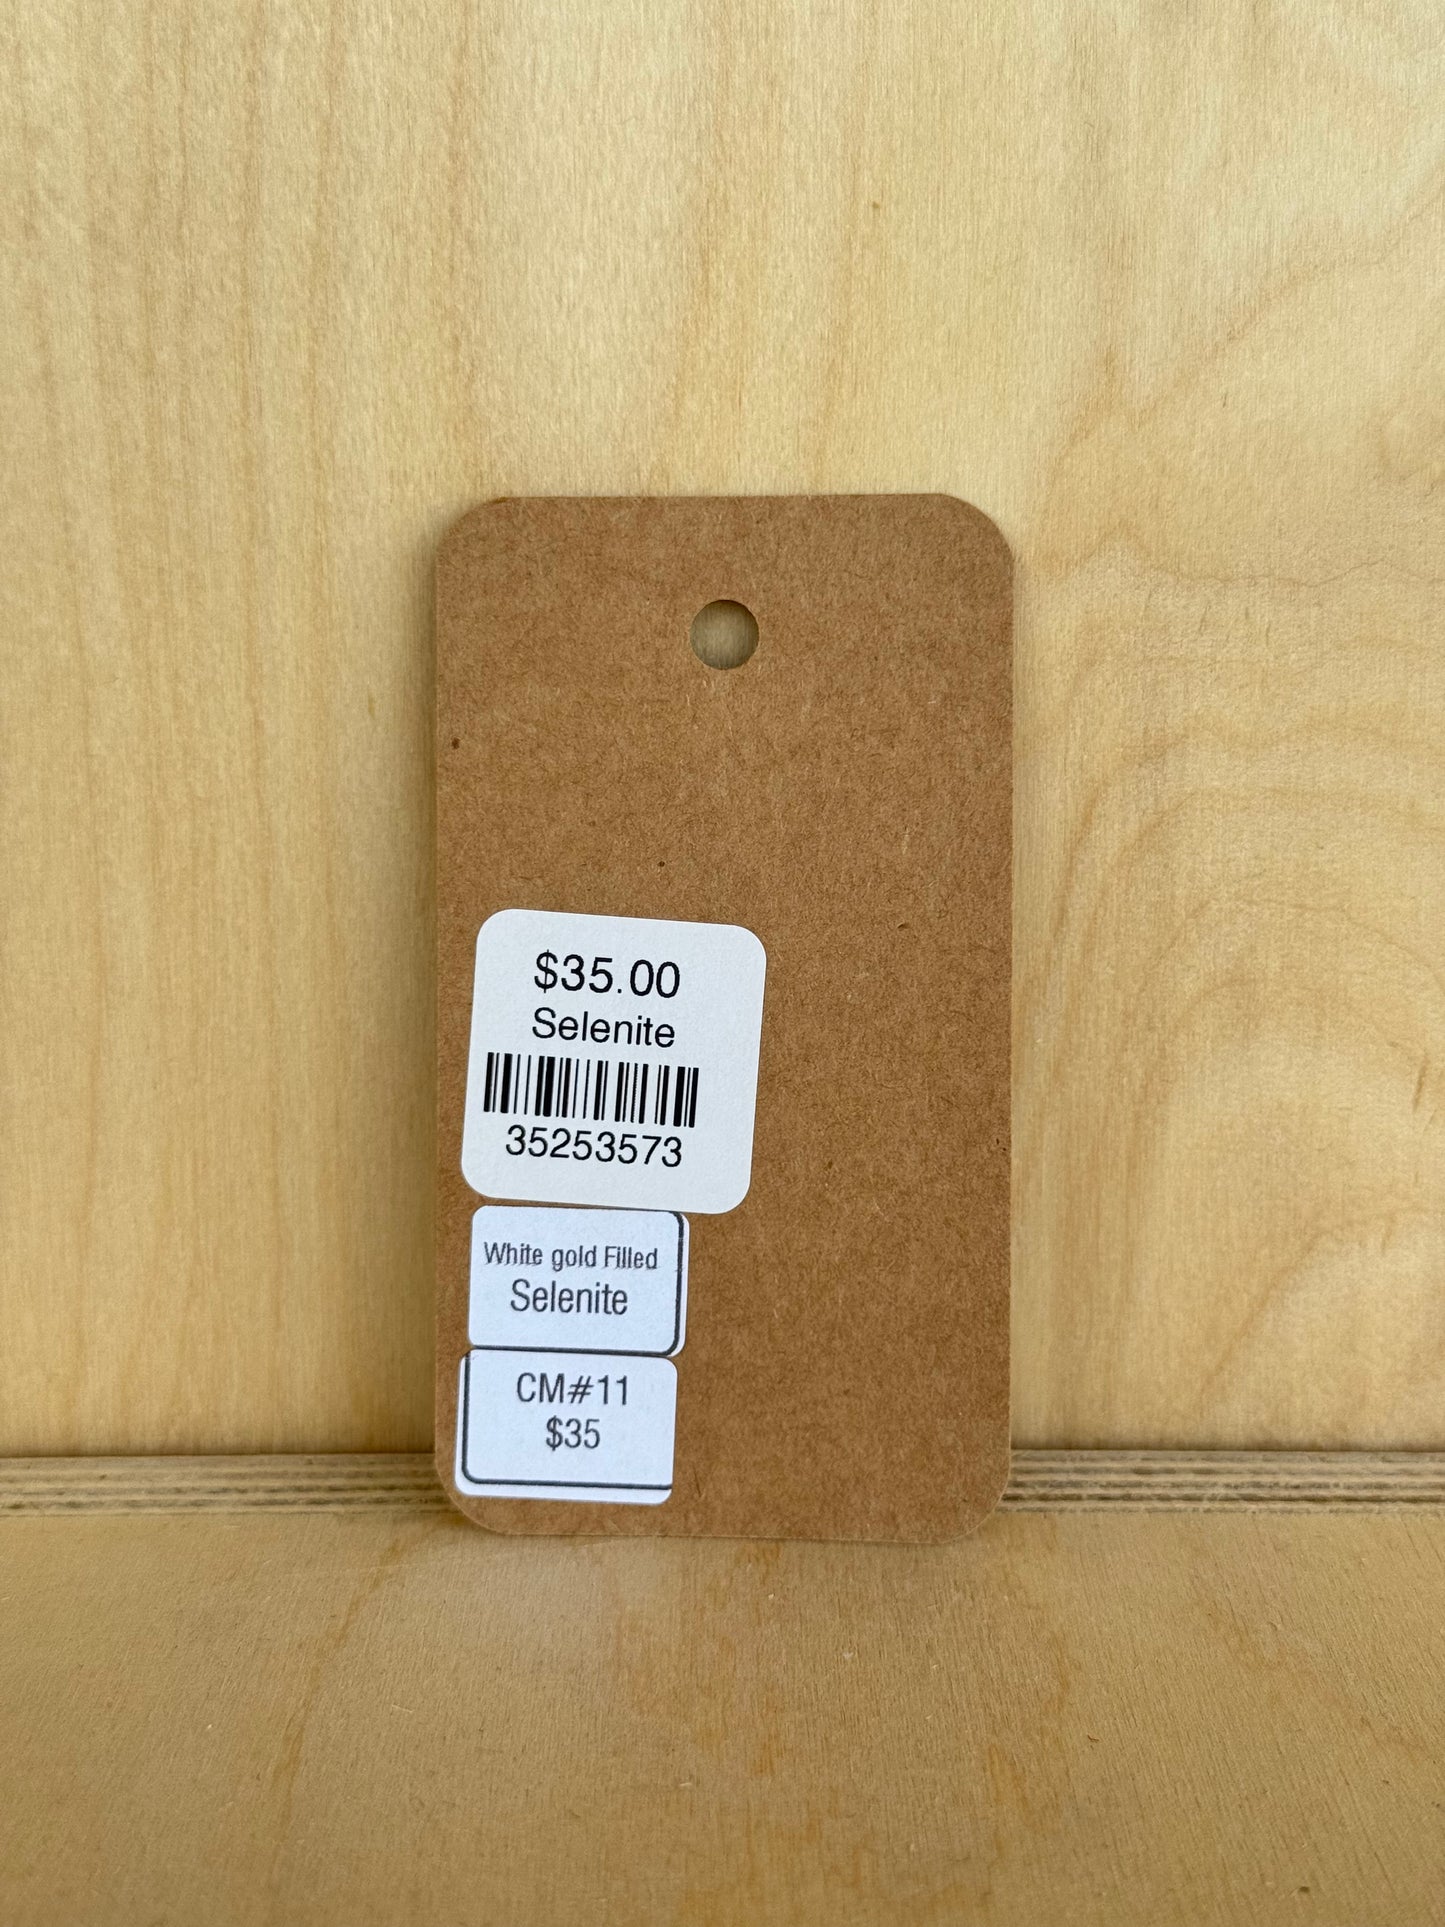 $35.00
Selenite
35253573
White gold Filled
Selenite
CM#11
$35